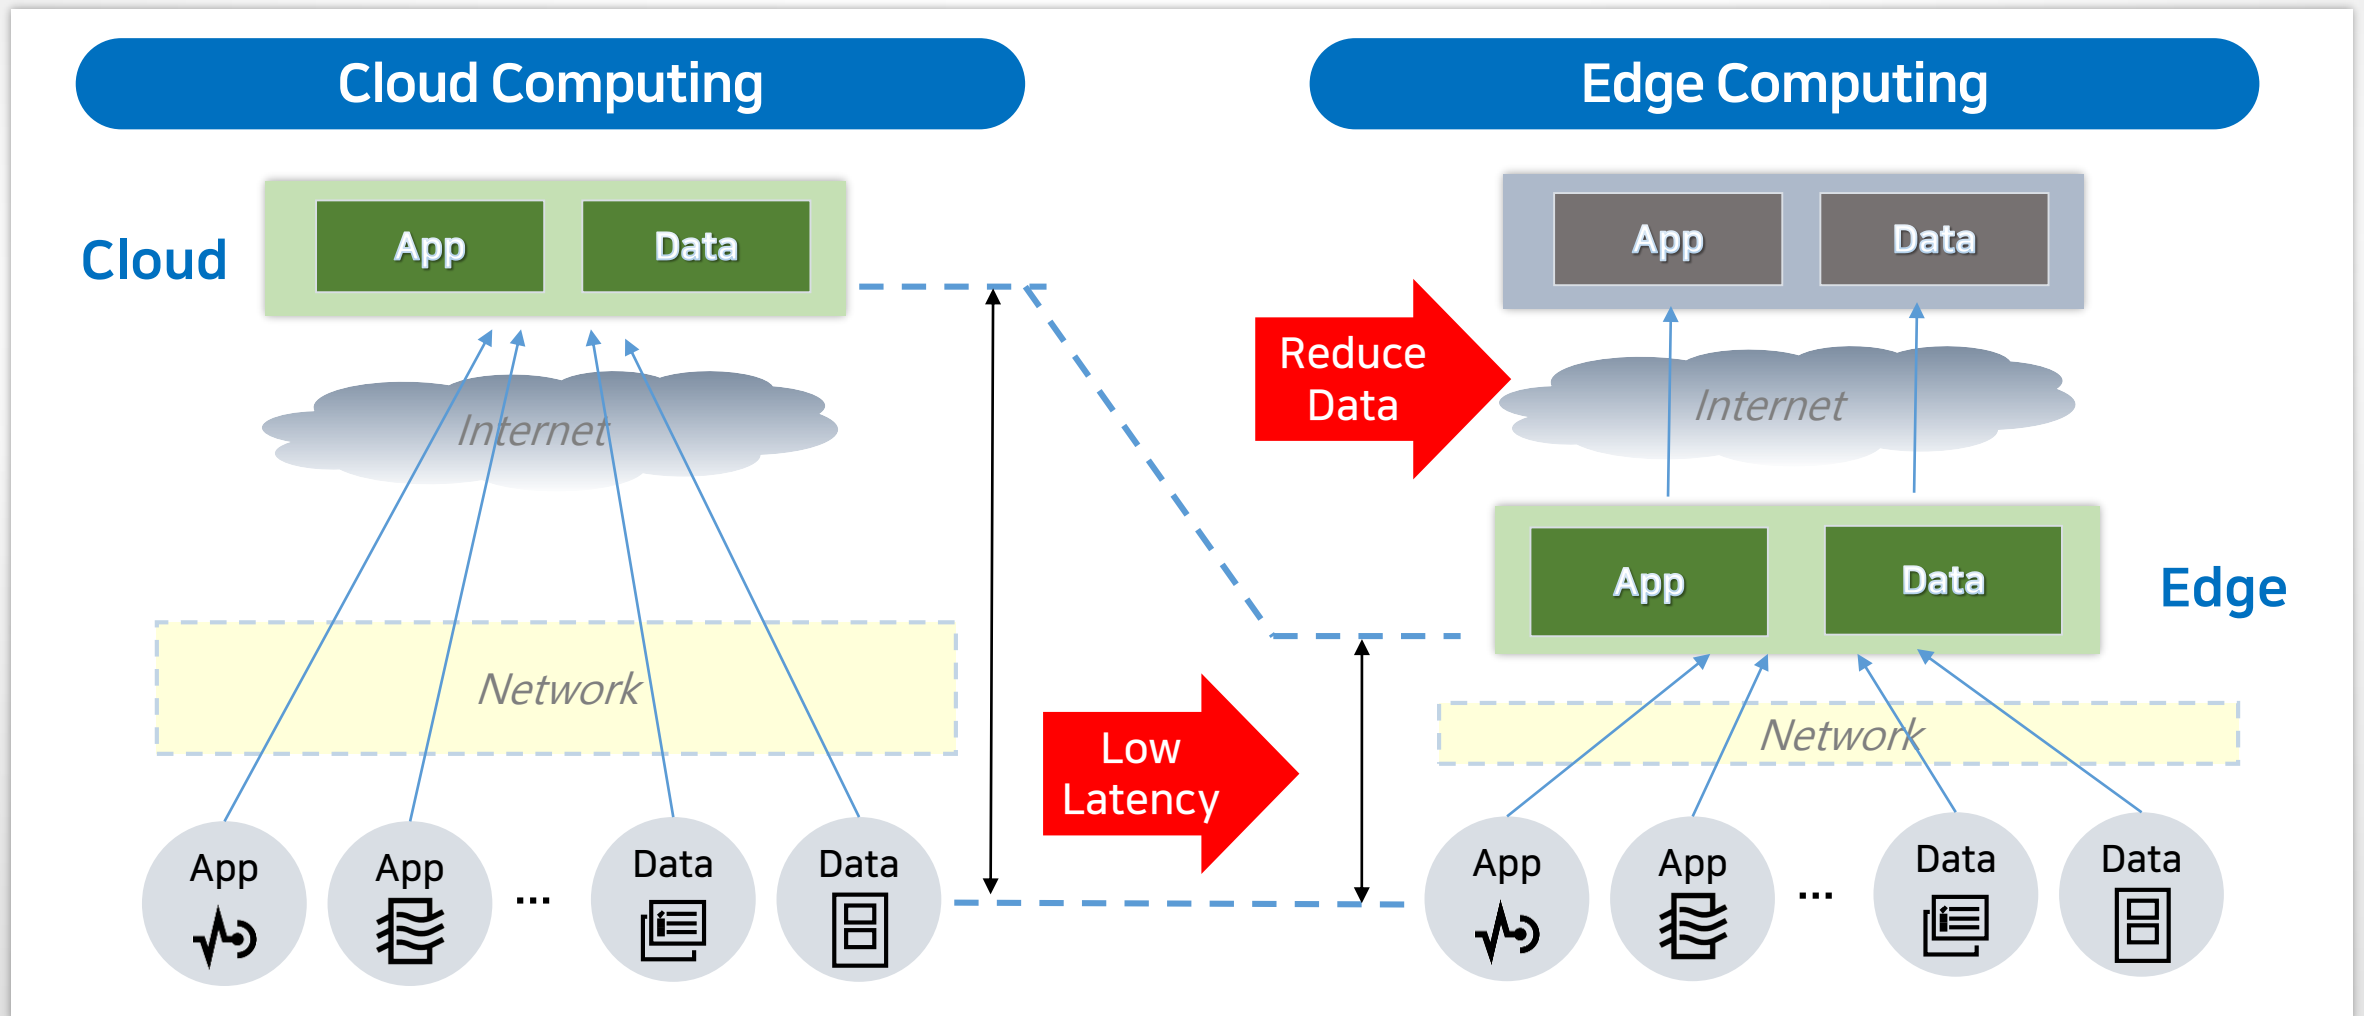 Cloud Computing
Cloud
App
Data
Internet
Network
App
App
...
Data
Data
Low
Latency
Reduce
Data
Edge Computing
App
Data
Internet
App
Data
Edge
Network
App
App
...
Data
Data